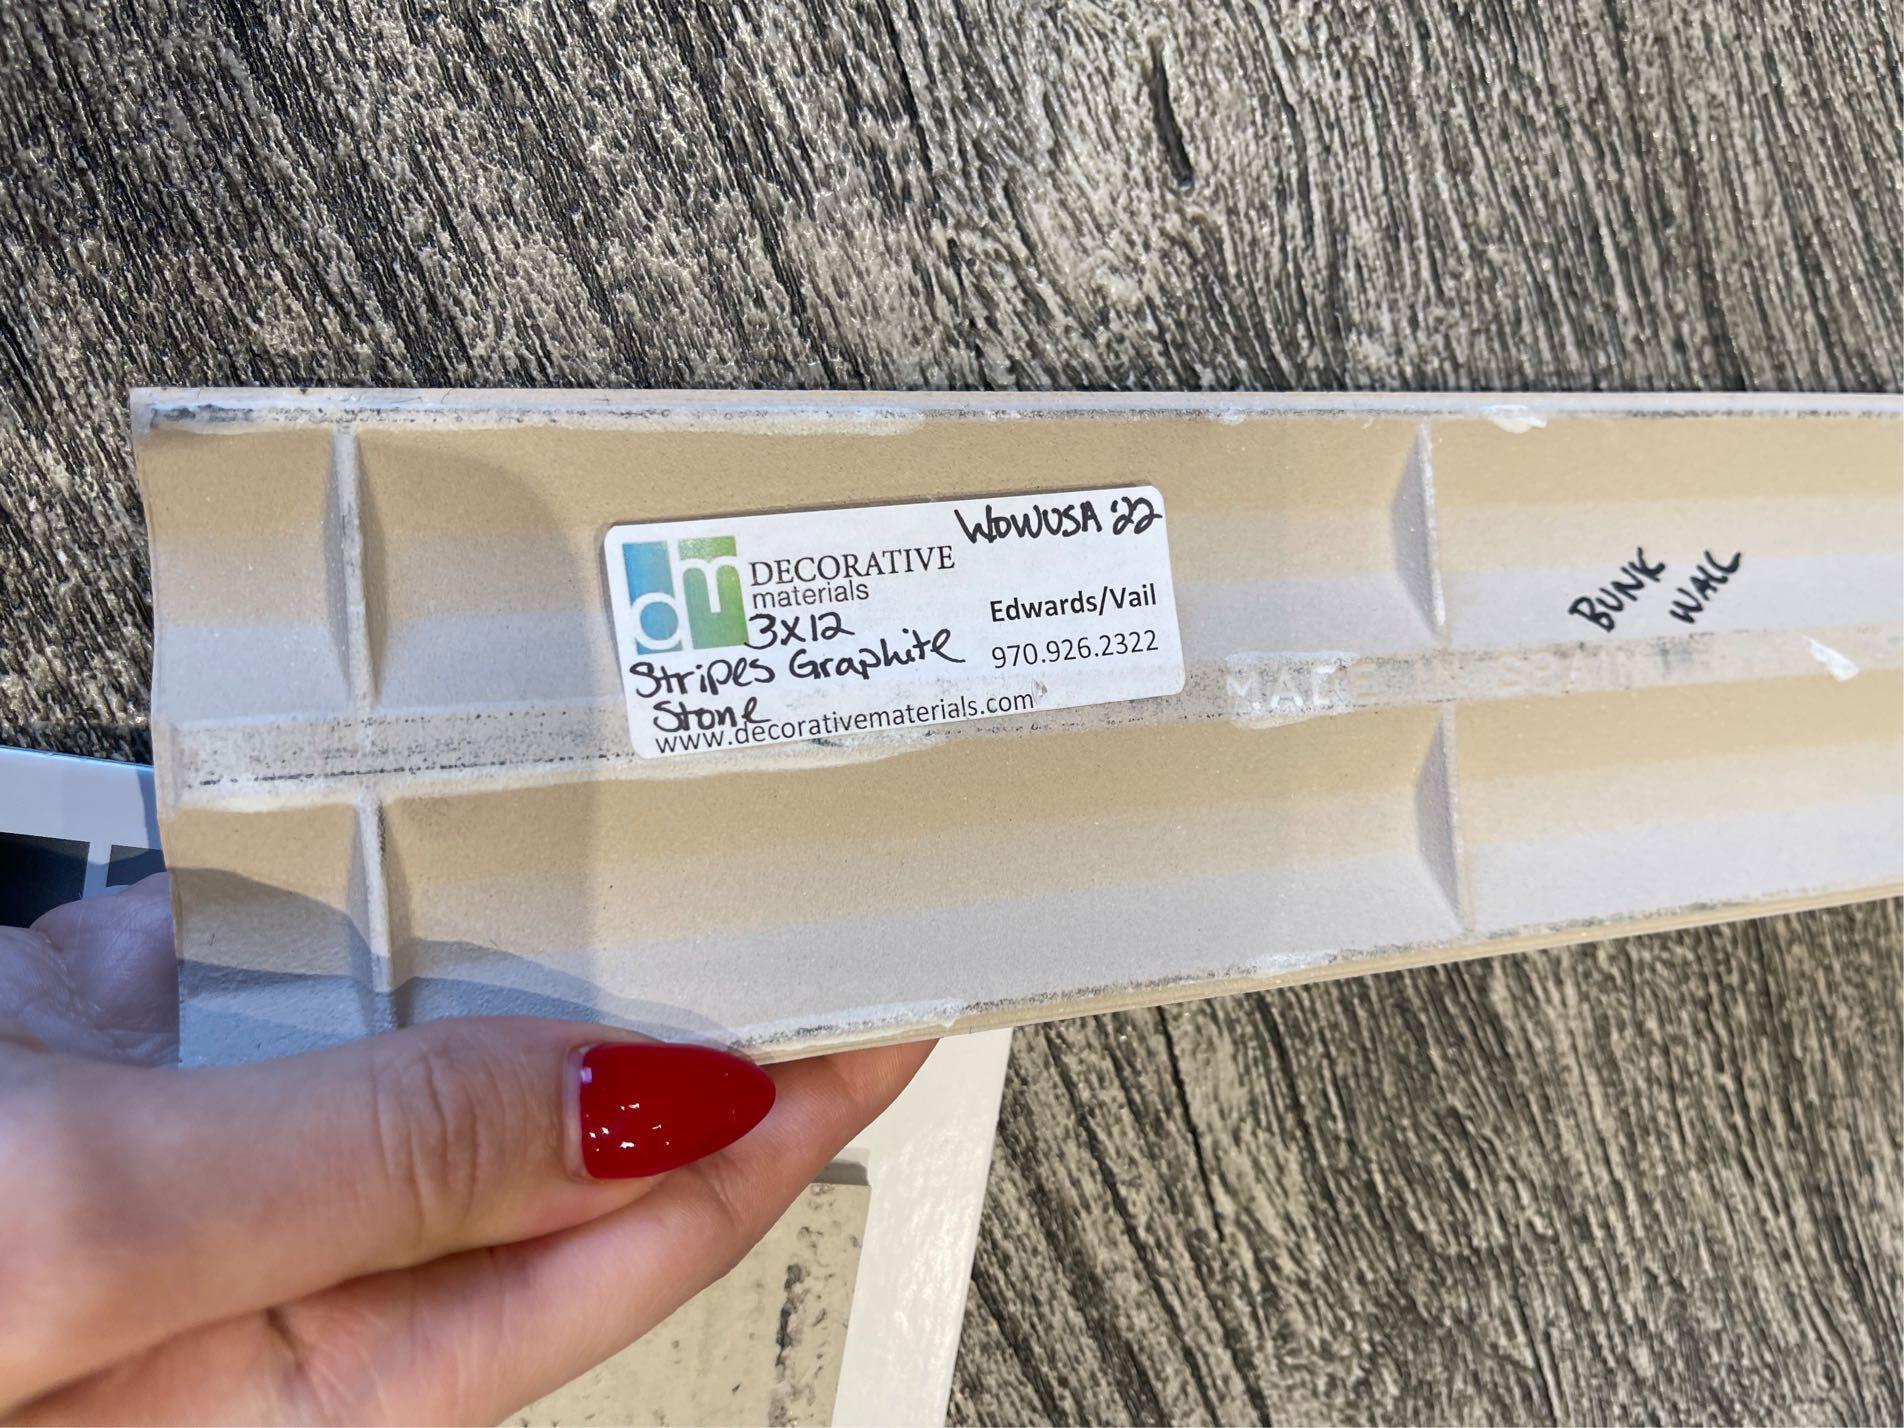 WOWUSA '22
dm
DECORATIVE
materials
3X12
Edwards/Vail
Stripes Graphite
970.926.2322
Stone
www.decorativematerials.com
MADE IN SPAIN
BUNK
WALL